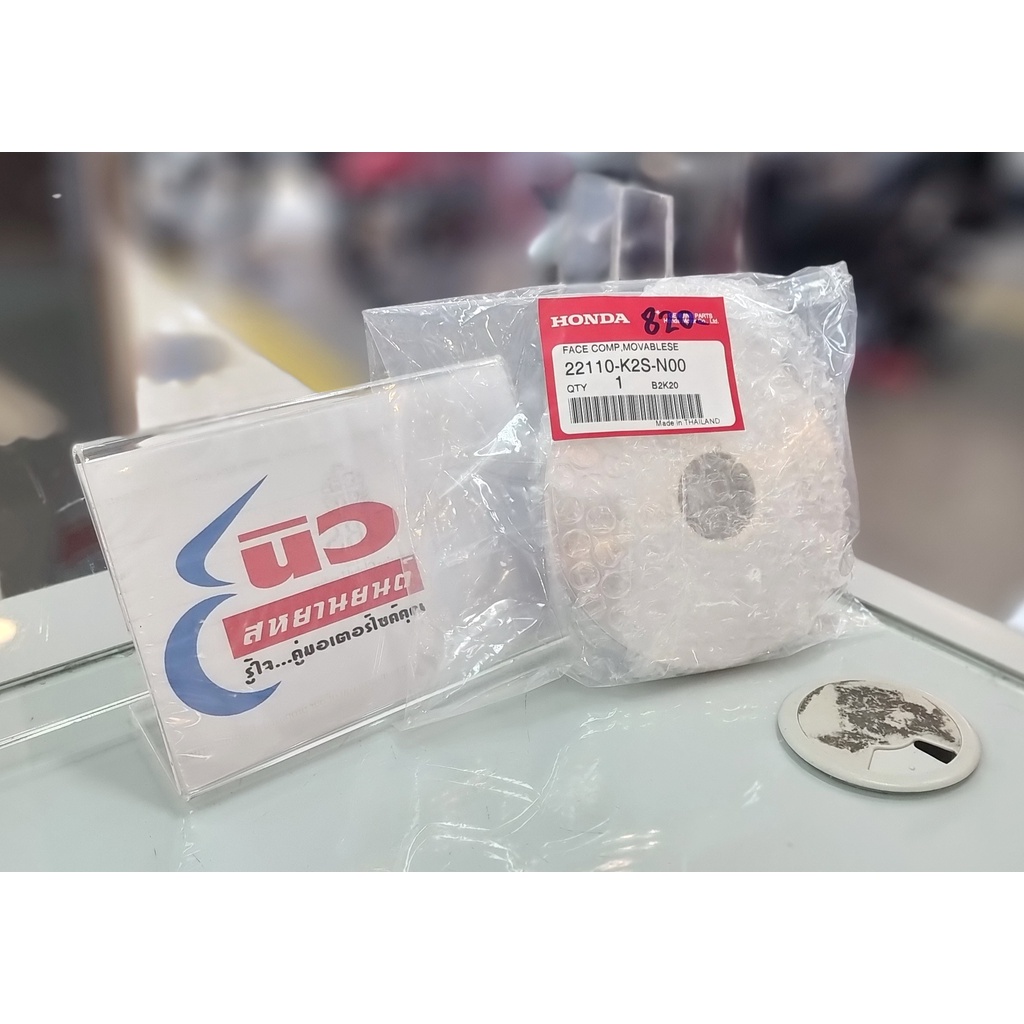 HONDA
820-
PARTS
FACE COMP,MOVABLESE
22110-K2S-N00
QTY 1 B2K20
Made in THAILAND
นิว
สหยานยนต์
รู้ใจ...คู่มอเตอร์ไซค์คุณ